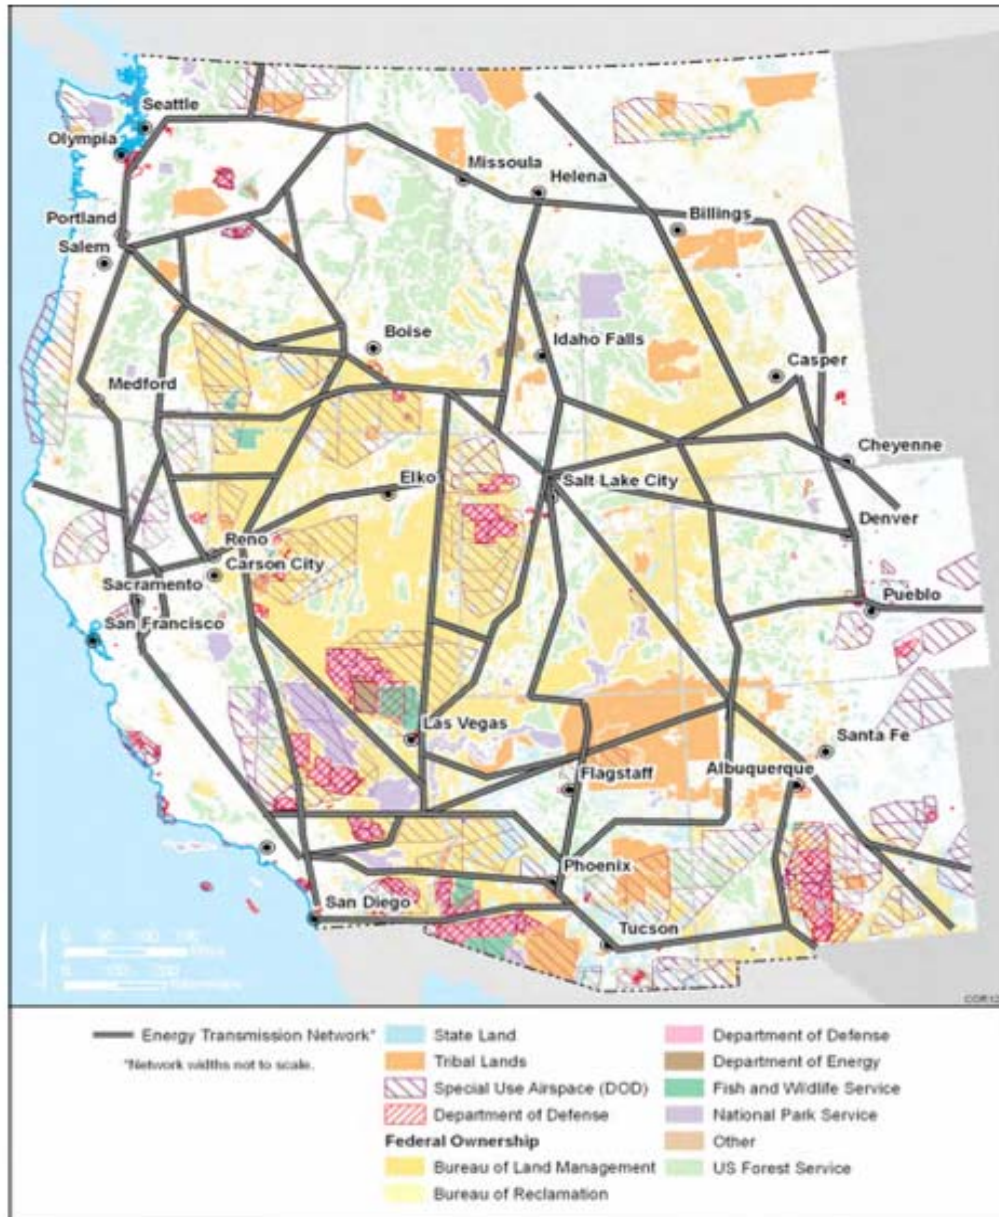 Seattle
Olympia
Missoula
Helena
Portland
Billings
Salem
Boise
Idaho Falls
Casper
Medford
Cheyenne
Elko
Salt Lake City
Denver
Reno
Carson City
Sacramento
Pueblo
San Francisco
Las Vegas
Santa Fe
Flagstaff
Albuquerque
Phoenix
San Diego
Tucson
Energy Transmission Network*
*Network widths not to scale.
State Land
Tribal Lands
Special Use Airspace (DOD)
Department of Defense
Federal Ownership
Bureau of Land Management
Bureau of Reclamation
Department of Defense
Department of Energy
Fish and Wildlife Service
National Park Service
Other
US Forest Service